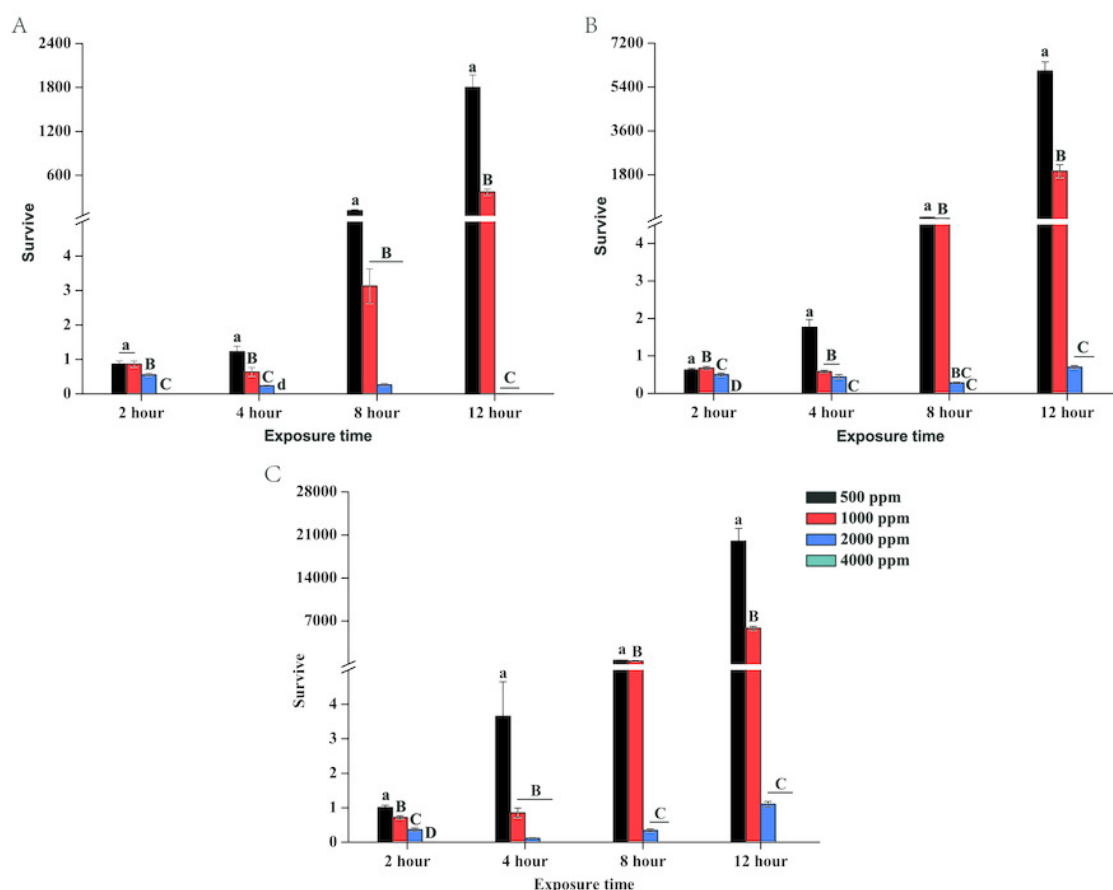 A
2400
1800
1200
600
4
3
2
1
0
Survive
a
B
C
a
B
C
d
a
B
a
B
C
2 hour
4 hour
8 hour
12 hour
Exposure time
B
7200
5400
3600
1800
4
3
2
1
0
Survive
a
B
C
D
a
B
C
a
B
BC
C
a
B
C
2 hour
4 hour
8 hour
12 hour
Exposure time
C
28000
21000
14000
7000
4
3
2
1
0
Survive
a
B
C
D
a
B
a
B
C
a
B
C
2 hour
4 hour
8 hour
12 hour
Exposure time
500 ppm
1000 ppm
2000 ppm
4000 ppm